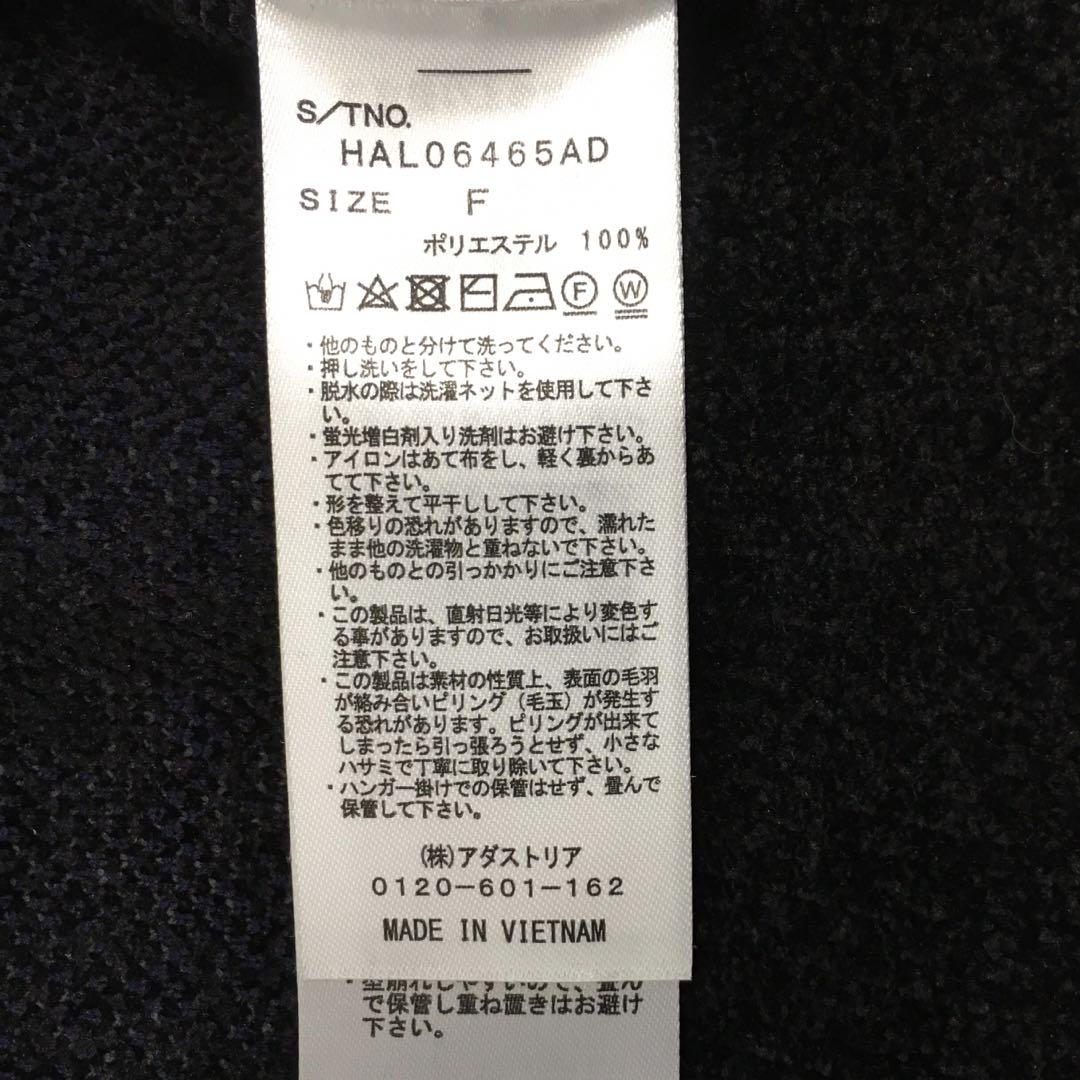 S/TNO.
HAL06465AD
SIZE F
ポリエステル 100%
F W
・他のものと分けて洗ってください。
・押し洗いをして下さい。
・脱水の際は洗濯ネットを使用して下さ
い。
・蛍光増白剤入り洗剤はお避け下さい。
・アイロンはあて布をし、軽く裏からあ
てて下さい。
・形を整えて平干しして下さい。
・色移りの恐れがありますので、濡れた
まま他の洗濯物と重ねないで下さい。
・他のものとの引っかかりにご注意下さ
い。
・この製品は、直射日光等により変色す
る事がありますので、お取扱いにはご
注意下さい。
・この製品は素材の性質上、表面の毛羽
が絡み合いピリング(毛玉)が発生す
る恐れがあります。ピリングが出来て
しまったら引っ張ろうとせず、小さな
ハサミで丁寧に取り除いて下さい。
・ハンガー掛けでの保管はせず、畳んで
保管して下さい。
(株)アダストリア
0120-601-162
MADE IN VIETNAM
・型崩れしやすいので、畳ん
で保管し重ね置きはお避け
下さい。